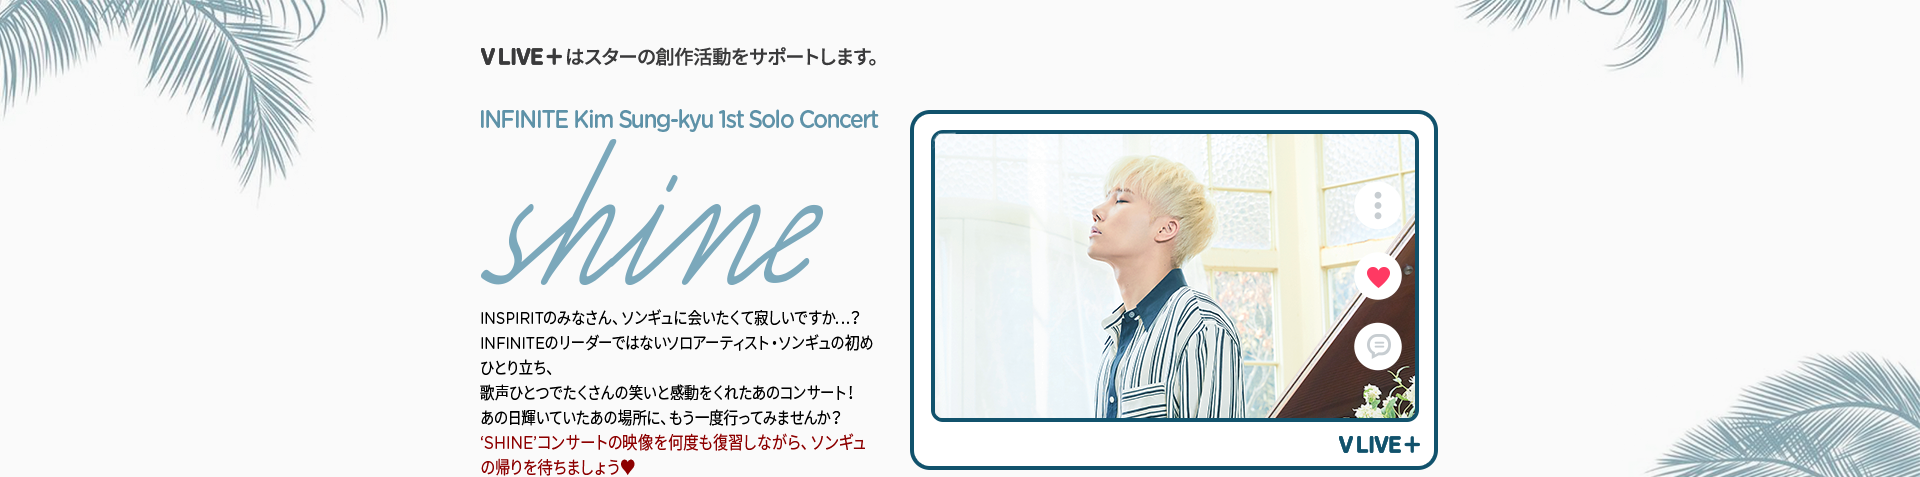 V LIVE+はスターの創作活動をサポートします。
INFINITE Kim Sung-kyu 1st Solo Concert
shine
INSPIRITのみなさん、ソンギュに会いたくて寂しいですか...?
INFINITEのリーダーではないソロアーティスト・ソンギュの初め
ひとり立ち、
歌声ひとつでたくさんの笑いと感動をくれたあのコンサート!
あの日輝いていたあの場所に、もう一度行ってみませんか?
‘SHINE’コンサートの映像を何度も復習しながら、ソンギュ
の帰りを待ちましょう♥
V LIVE+